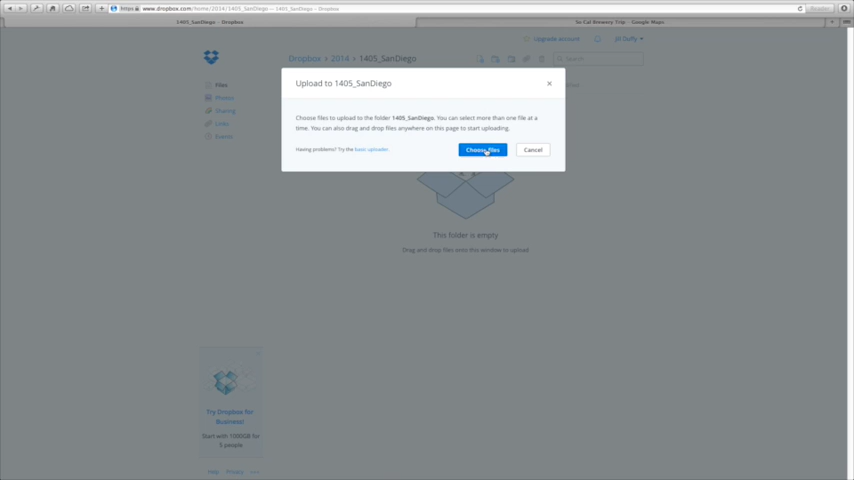 https www.dropbox.com/home/2014/1405_SanDiego — 1405_SanDiego – Dropbox
Reader
1405_SanDiego – Dropbox
So Cal Brewery Trip – Google Maps
upgrade account
Jill Duffy
Dropbox 2014 1405_SanDiego
Search
Files
Photos
Sharing
Links
Events
Upload to 1405_SanDiego
Choose files to upload to the folder 1405_SanDiego. You can select more than one file at a
time. You can also drag and drop files anywhere on this page to start uploading.
Having problems? Try the basic uploader.
Choose files
Cancel
This folder is empty
Drag and drop files onto this window to upload
Try Dropbox for
Business!
Start with 1000GB for
5 people
Help Privacy